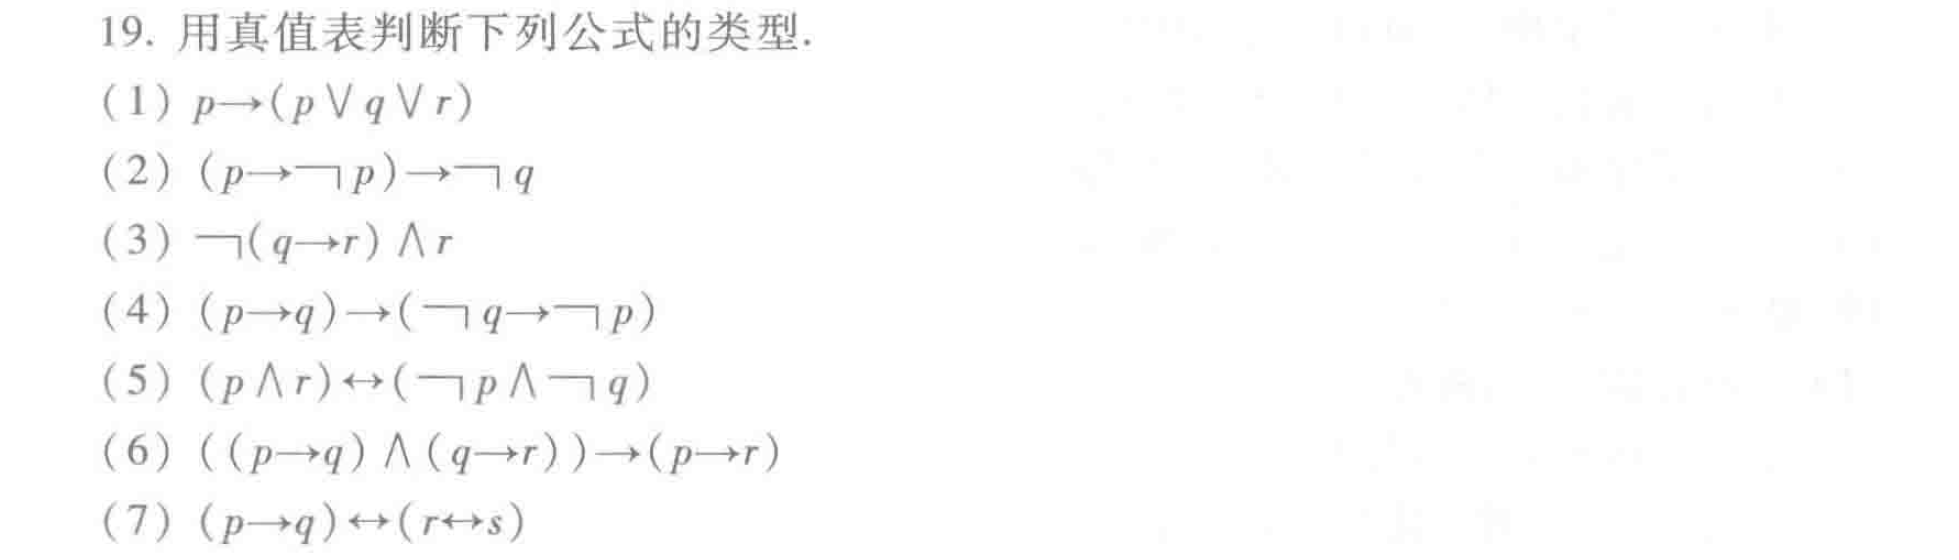 19. 用真值表判断下列公式的类型.
(1) p→(p∨q∨r)
(2) (p→¬p)→¬q
(3) ¬(q→r)∧r
(4) (p→q)→(¬q→¬p)
(5) (p∧r)↔(¬p∧¬q)
(6) ((p→q)∧(q→r))→(p→r)
(7) (p→q)↔(r↔s)